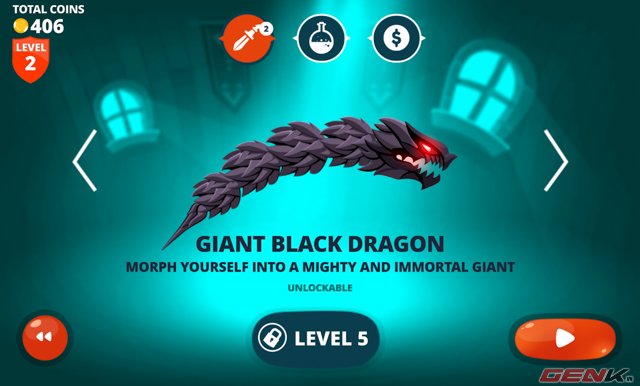 TOTAL COINS
406
LEVEL
2
2
$
GIANT BLACK DRAGON
MORPH YOURSELF INTO A MIGHTY AND IMMORTAL GIANT
UNLOCKABLE
LEVEL 5
GENK